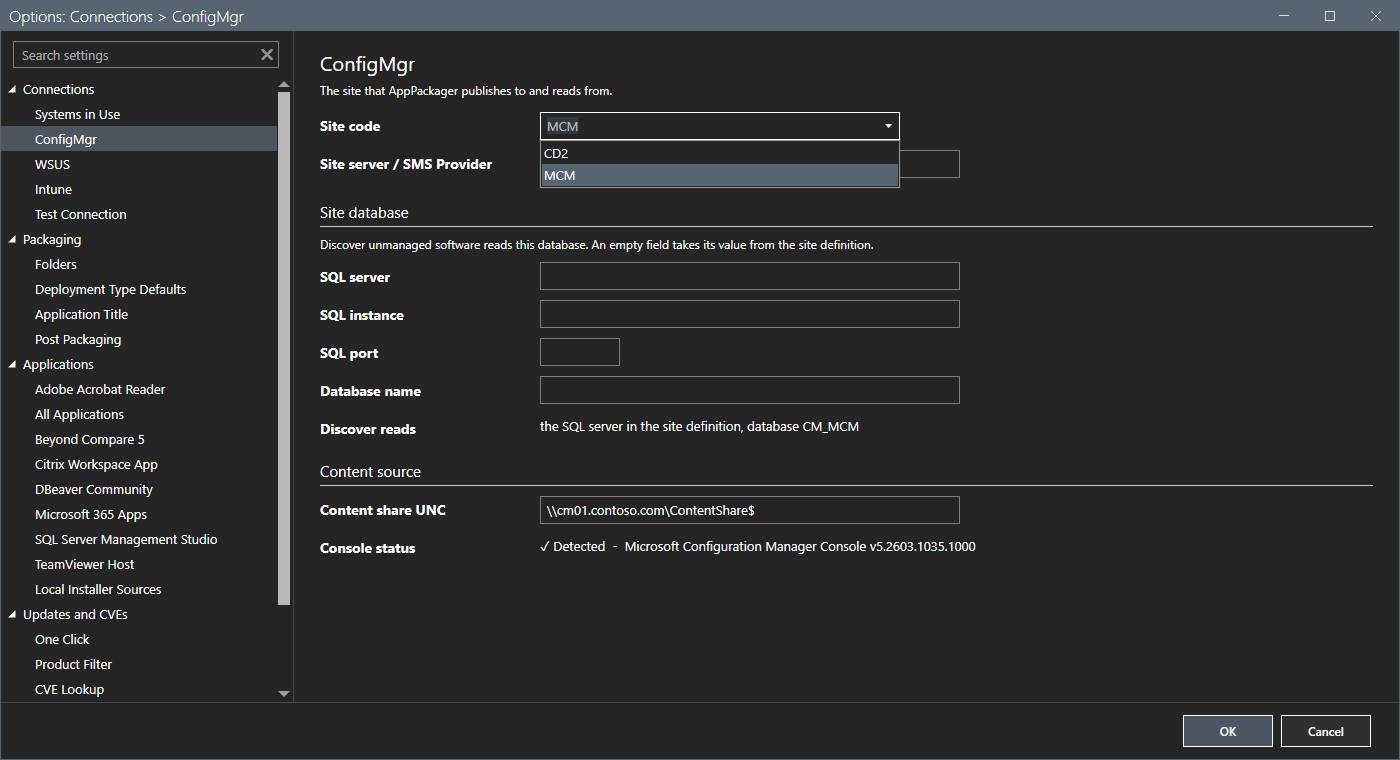 Options: Connections > ConfigMgr
Search settings
Connections
Systems in Use
ConfigMgr
WSUS
Intune
Test Connection
Packaging
Folders
Deployment Type Defaults
Application Title
Post Packaging
Applications
Adobe Acrobat Reader
All Applications
Beyond Compare 5
Citrix Workspace App
DBeaver Community
Microsoft 365 Apps
SQL Server Management Studio
TeamViewer Host
Local Installer Sources
Updates and CVEs
One Click
Product Filter
CVE Lookup
ConfigMgr
The site that AppPackager publishes to and reads from.
Site code MCM
CD2
Site server / SMS Provider
MCM
Site database
Discover unmanaged software reads this database. An empty field takes its value from the site definition.
SQL server
SQL instance
SQL port
Database name
Discover reads the SQL server in the site definition, database CM_MCM
Content source
Content share UNC \\cm01.contoso.com\ContentShare$
Console status ✓ Detected - Microsoft Configuration Manager Console v5.2603.1035.1000
OK Cancel